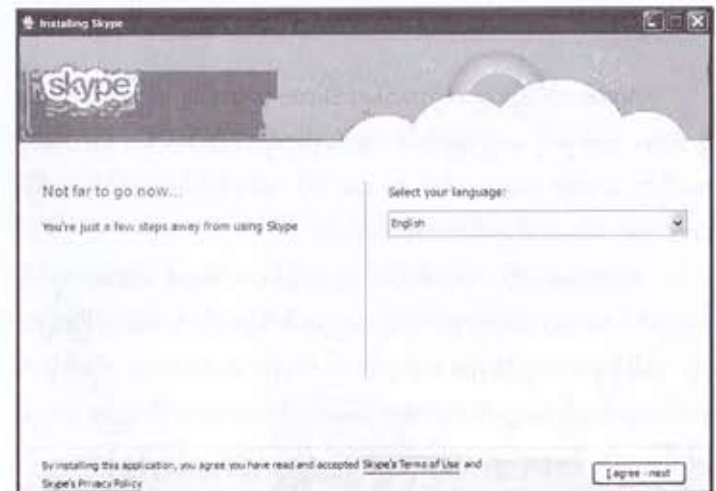 Installing Skype
skype
Not far to go now...
You're just a few steps away from using Skype
Select your language:
English
By installing this application, you agree you have read and accepted Skype's Terms of Use and
Skype's Privacy Policy
I agree - next